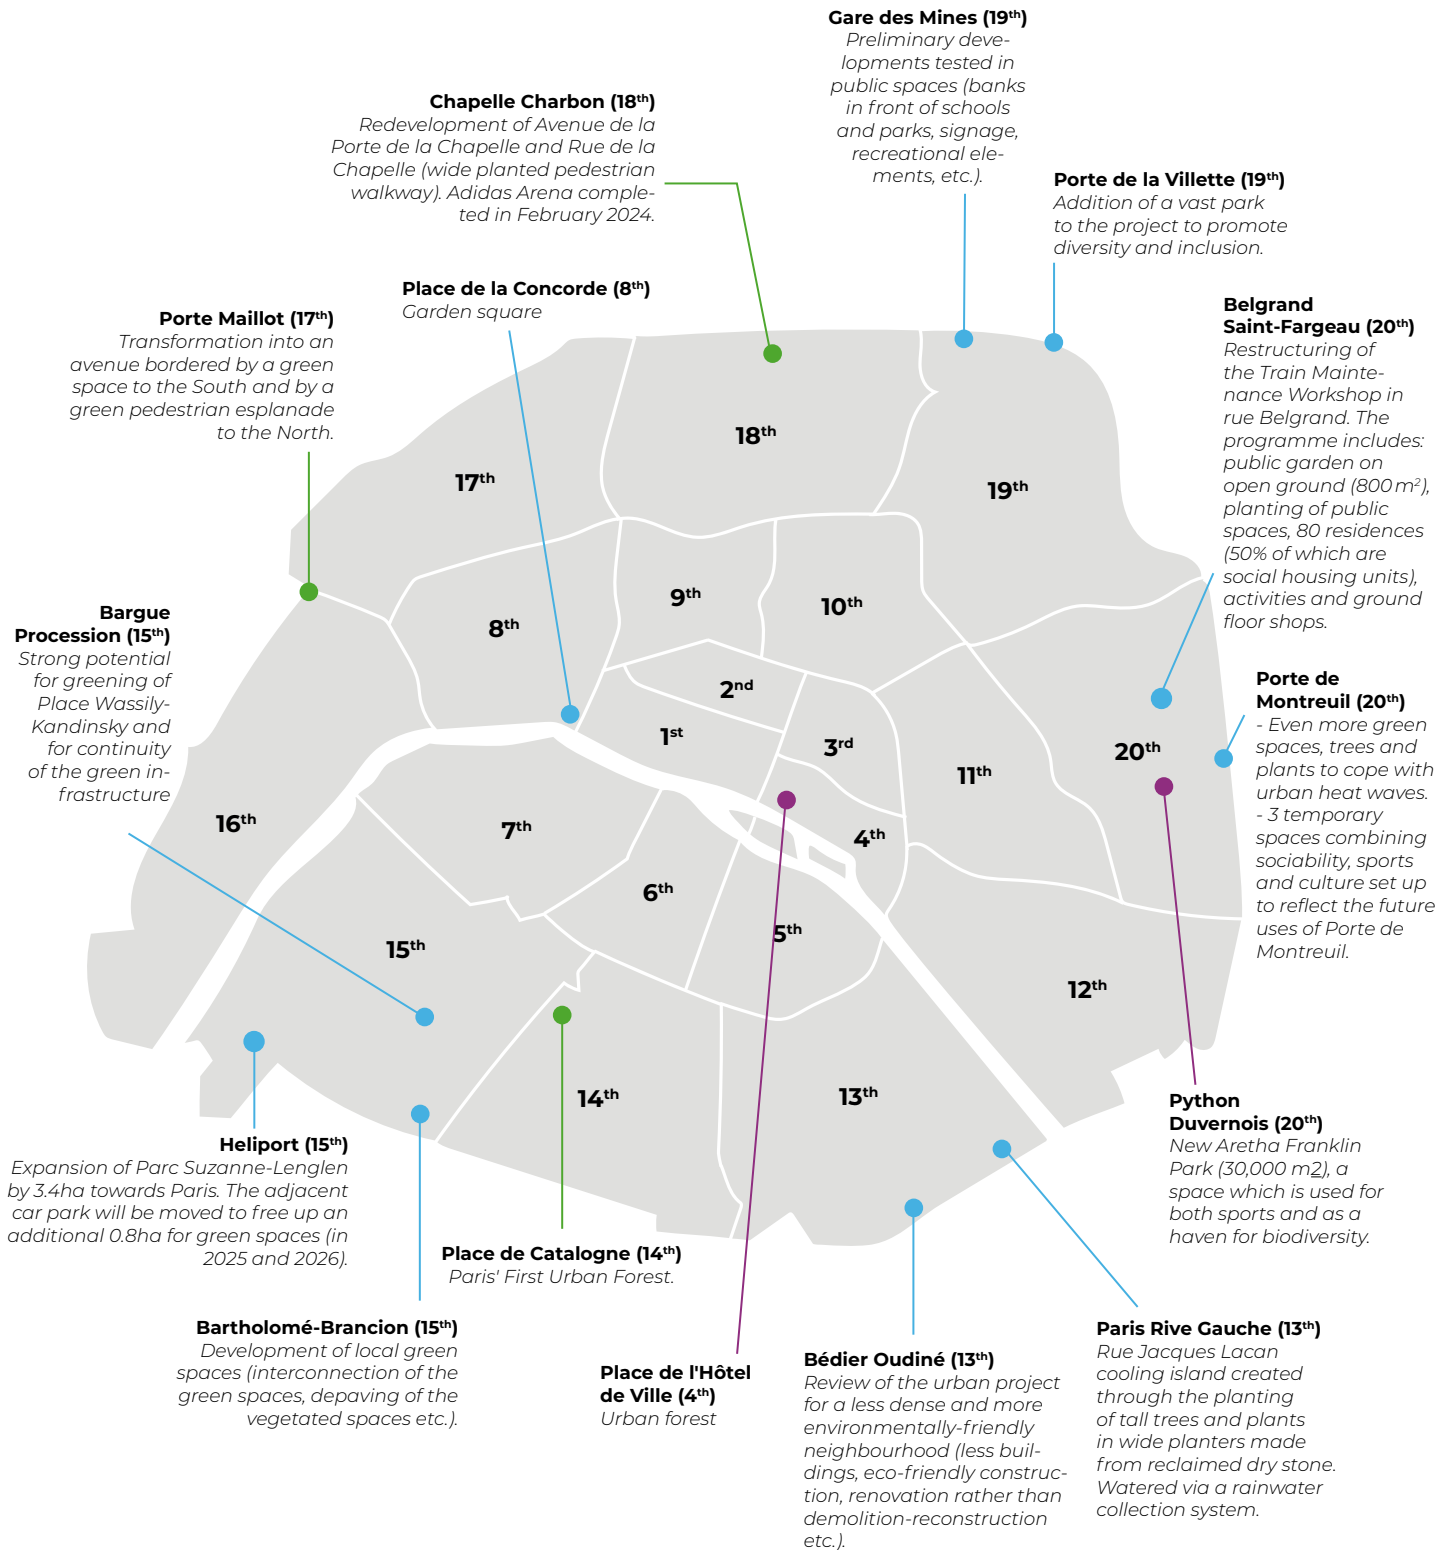 Gare des Mines (19th)
Preliminary deve-
lopments tested in
public spaces (banks
in front of schools
and parks, signage,
recreational ele-
ments, etc.).
Chapelle Charbon (18th)
Redevelopment of Avenue de la
Porte de la Chapelle and Rue de la
Chapelle (wide planted pedestrian
walkway). Adidas Arena comple-
ted in February 2024.
Porte de la Villette (19th)
Addition of a vast park
to the project to promote
diversity and inclusion.
Place de la Concorde (8th)
Garden square
Porte Maillot (17th)
Transformation into an
avenue bordered by a green
space to the South and by a
green pedestrian esplanade
to the North.
Belgrand
Saint-Fargeau (20th)
Restructuring of
the Train Mainte-
nance Workshop in
rue Belgrand. The
programme includes:
public garden on
open ground (800 m²),
planting of public
spaces, 80 residences
(50% of which are
social housing units),
activities and ground
floor shops.
Bargue
Procession (15th)
Strong potential
for greening of
Place Wassily-
Kandinsky and
for continuity
of the green in-
frastructure
Porte de
Montreuil (20th)
- Even more green
spaces, trees and
plants to cope with
urban heat waves.
- 3 temporary
spaces combining
sociability, sports
and culture set up
to reflect the future
uses of Porte de
Montreuil.
18th
17th
19th
9th
10th
8th
2nd
1st
3rd
20th
11th
16th
7th
4th
6th
5th
15th
12th
14th
13th
Heliport (15th)
Expansion of Parc Suzanne-Lenglen
by 3.4ha towards Paris. The adjacent
car park will be moved to free up an
additional 0.8ha for green spaces (in
2025 and 2026).
Python
Duvernois (20th)
New Aretha Franklin
Park (30,000 m2), a
space which is used for
both sports and as a
haven for biodiversity.
Place de Catalogne (14th)
Paris' First Urban Forest.
Bartholomé-Brancion (15th)
Development of local green
spaces (interconnection of the
green spaces, depaving of the
vegetated spaces etc.).
Place de l'Hôtel
de Ville (4th)
Urban forest
Bédier Oudiné (13th)
Review of the urban project
for a less dense and more
environmentally-friendly
neighbourhood (less buil-
dings, eco-friendly construc-
tion, renovation rather than
demolition-reconstruction
etc.).
Paris Rive Gauche (13th)
Rue Jacques Lacan
cooling island created
through the planting
of tall trees and plants
in wide planters made
from reclaimed dry stone.
Watered via a rainwater
collection system.